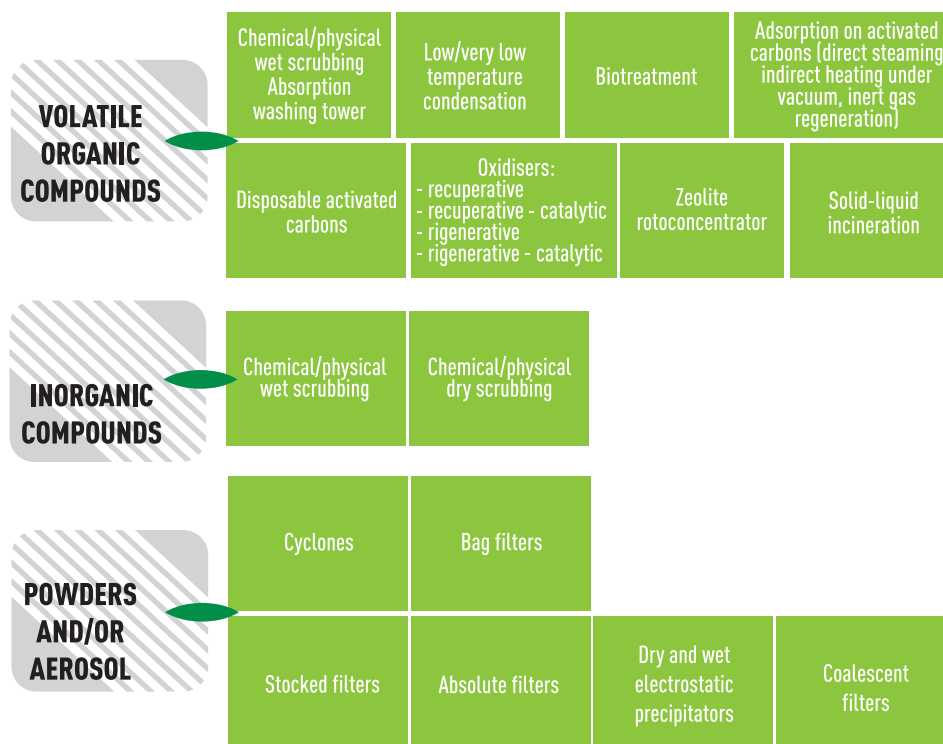 VOLATILE
ORGANIC
COMPOUNDS
Chemical/physical
wet scrubbing
Absorption
washing tower
Low/very low
temperature
condensation
Biotreatment
Adsorption on activated
carbons (direct steaming
indirect heating under
vacuum, inert gas
regeneration)
Disposable activated
carbons
Oxidisers:
- recuperative
- recuperative - catalytic
- rigenerative
- rigenerative - catalytic
Zeolite
rotoconcentrator
Solid-liquid
incineration
INORGANIC
COMPOUNDS
Chemical/physical
wet scrubbing
Chemical/physical
dry scrubbing
POWDERS
AND/OR
AEROSOL
Cyclones
Bag filters
Stocked filters
Absolute filters
Dry and wet
electrostatic
precipitators
Coalescent
filters